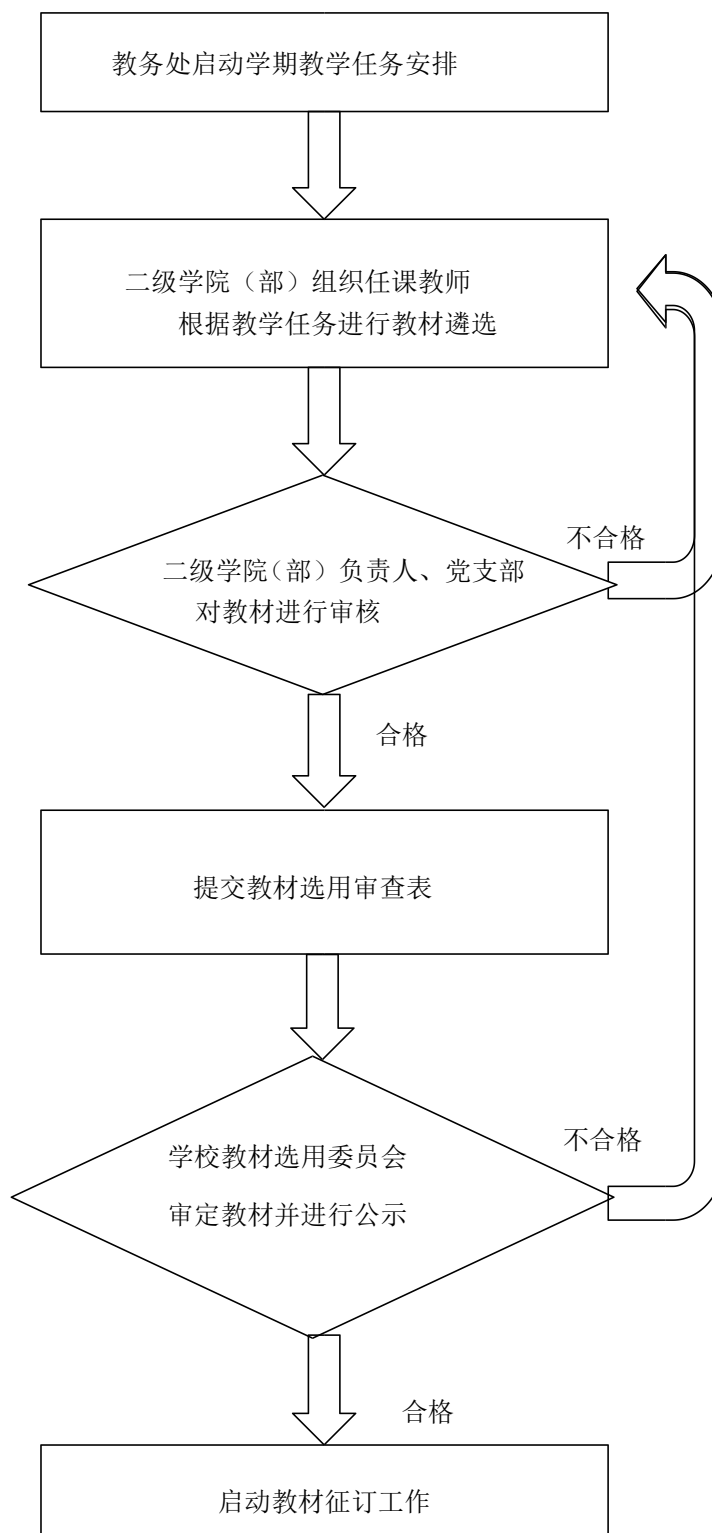 教务处启动学期教学任务安排
二级学院（部）组织任课教师
根据教学任务进行教材遴选
不合格
二级学院（部）负责人、党支部
对教材进行审核
合格
提交教材选用审查表
不合格
学校教材选用委员会
审定教材并进行公示
合格
启动教材征订工作